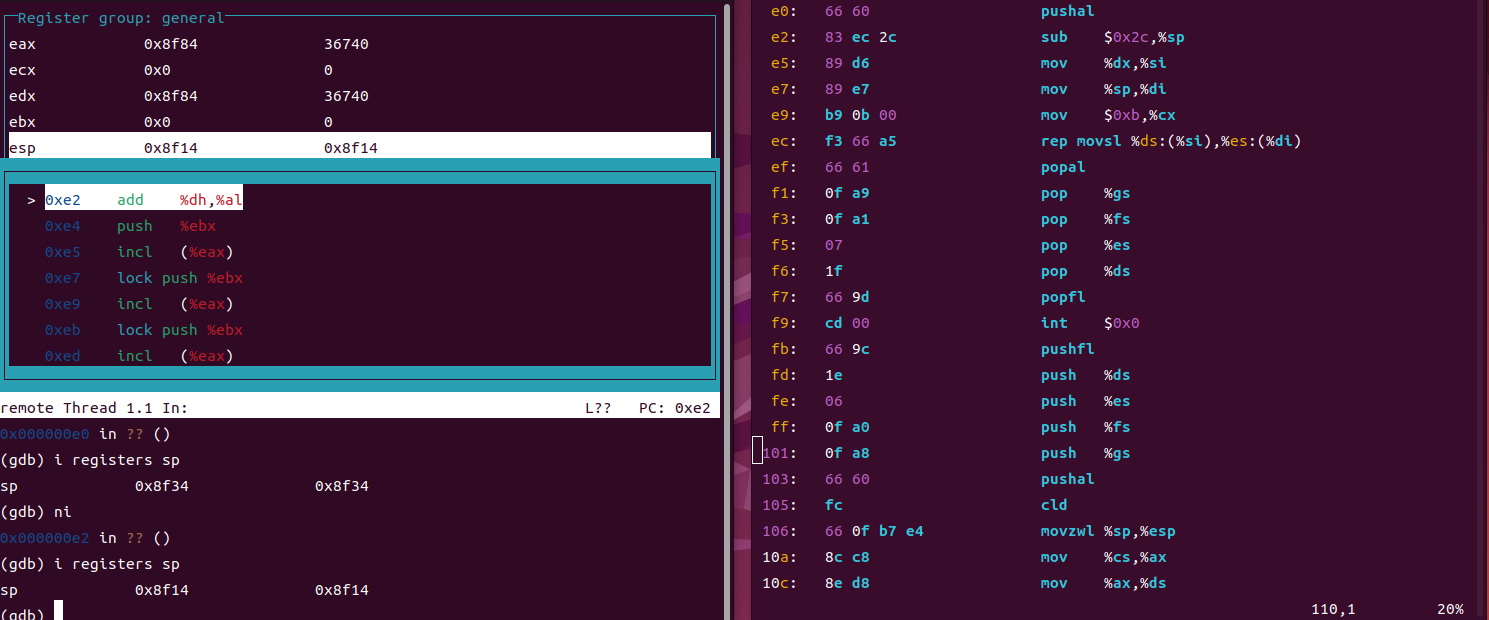 Register group: general
eax 0x8f84 36740
ecx 0x0 0
edx 0x8f84 36740
ebx 0x0 0
esp 0x8f14 0x8f14
> 0xe2 add %dh,%al
0xe4 push %ebx
0xe5 incl (%eax)
0xe7 lock push %ebx
0xe9 incl (%eax)
0xeb lock push %ebx
0xed incl (%eax)
remote Thread 1.1 In: L?? PC: 0xe2
0x000000e0 in ?? ()
(gdb) i registers sp
sp 0x8f34 0x8f34
(gdb) ni
0x000000e2 in ?? ()
(gdb) i registers sp
sp 0x8f14 0x8f14
(gdb)
e0: 66 60 pushal
e2: 83 ec 2c sub $0x2c,%sp
e5: 89 d6 mov %dx,%si
e7: 89 e7 mov %sp,%di
e9: b9 0b 00 mov $0xb,%cx
ec: f3 66 a5 rep movsl %ds:(%si),%es:(%di)
ef: 66 61 popal
f1: 0f a9 pop %gs
f3: 0f a1 pop %fs
f5: 07 pop %es
f6: 1f pop %ds
f7: 66 9d popfl
f9: cd 00 int $0x0
fb: 66 9c pushfl
fd: 1e push %ds
fe: 06 push %es
ff: 0f a0 push %fs
101: 0f a8 push %gs
103: 66 60 pushal
105: fc cld
106: 66 0f b7 e4 movzwl %sp,%esp
10a: 8c c8 mov %cs,%ax
10c: 8e d8 mov %ax,%ds
110,1 20%